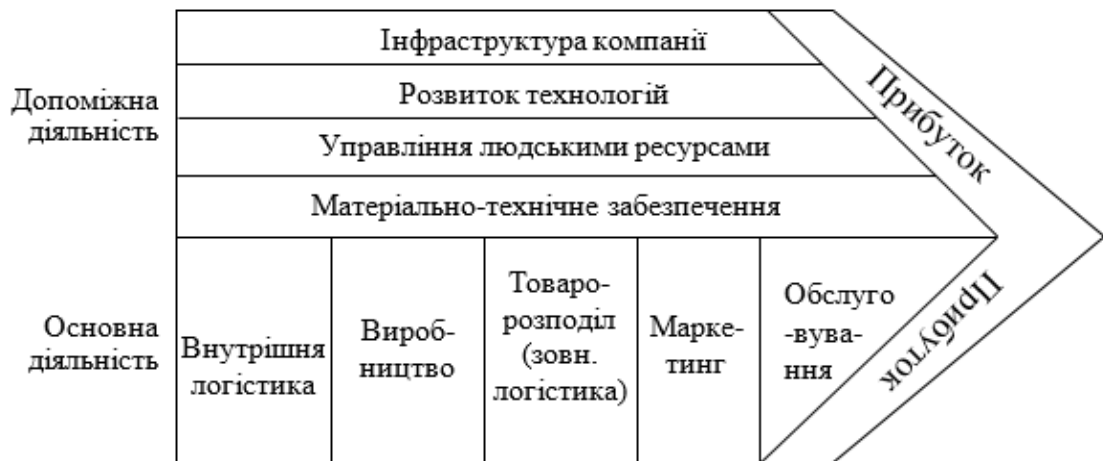 Допоміжна
діяльність
Інфраструктура компанії
Розвиток технологій
Управління людськими ресурсами
Матеріально-технічне забезпечення
Прибуток
Основна
діяльність
Внутрішня
логістика
Вироб-
ництво
Товаро-
розподіл
(зовн.
логістика)
Марке-
тинг
Обслуго
-вува-
ння
Прибуток